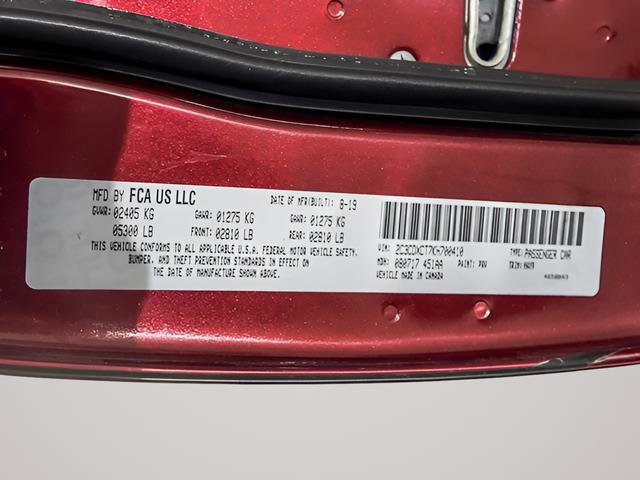 MFD BY FCA US LLC
DATE OF MFR(BUILT): 8-19
GVWR: 02405 KG GAWR: 01275 KG GAWR: 01275 KG
05300 LB FRONT: 02810 LB REAR: 02810 LB
THIS VEHICLE CONFORMS TO ALL APPLICABLE U.S.A. FEDERAL MOTOR VEHICLE SAFETY,
BUMPER, AND THEFT PREVENTION STANDARDS IN EFFECT ON
THE DATE OF MANUFACTURE SHOWN ABOVE.
VIN: TYPE: PASSENGER CAR
MDH: 080717 451AA PAINT: PRV TRIM:
VEHICLE MADE IN CANADA